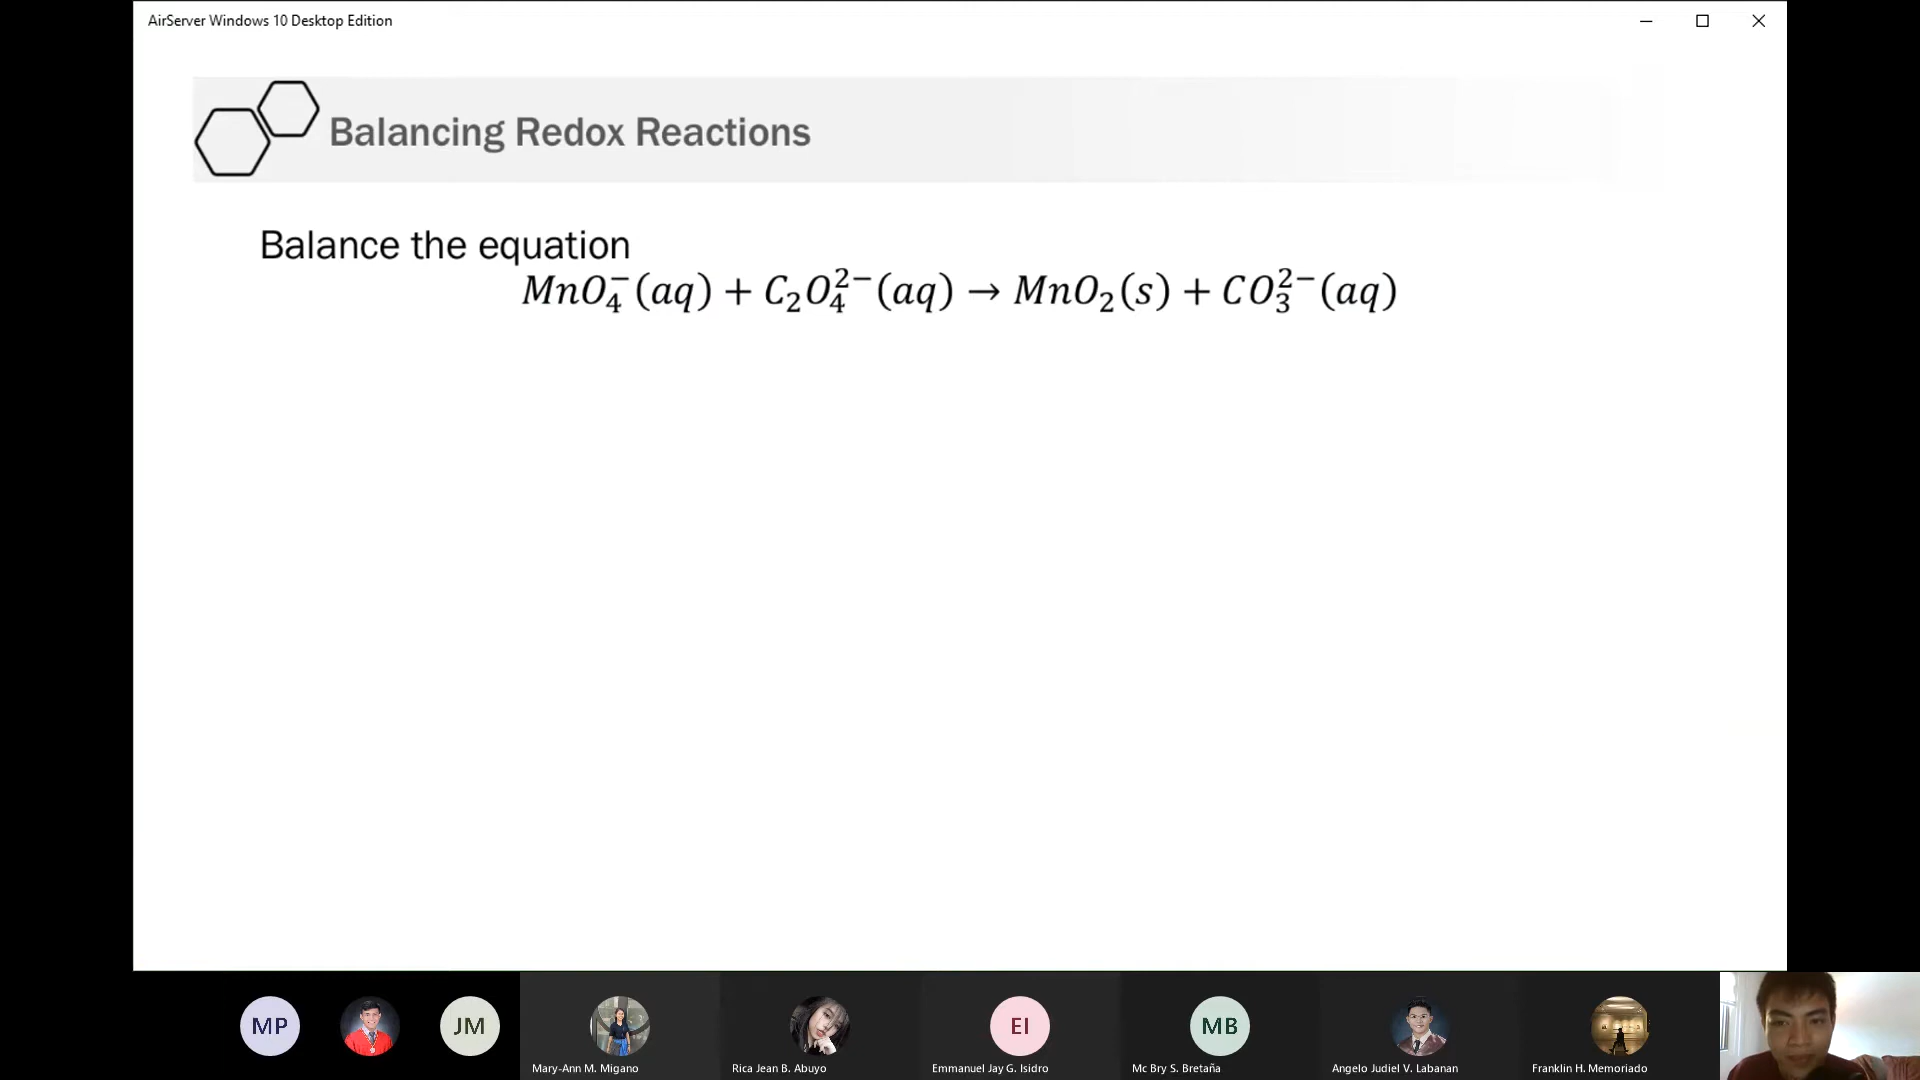 AirServer Windows 10 Desktop Edition
Balancing Redox Reactions
Balance the equation
MnO₄⁻(aq) + C₂O₄²⁻(aq) → MnO₂(s) + CO₃²⁻(aq)
MP
JM
EI
MB
Mary-Ann M. Migano
Rica Jean B. Abuyo
Emmanuel Jay G. Isidro
Mc Bry S. Bretaña
Angelo Judiel V. Labanan
Franklin H. Memoriado